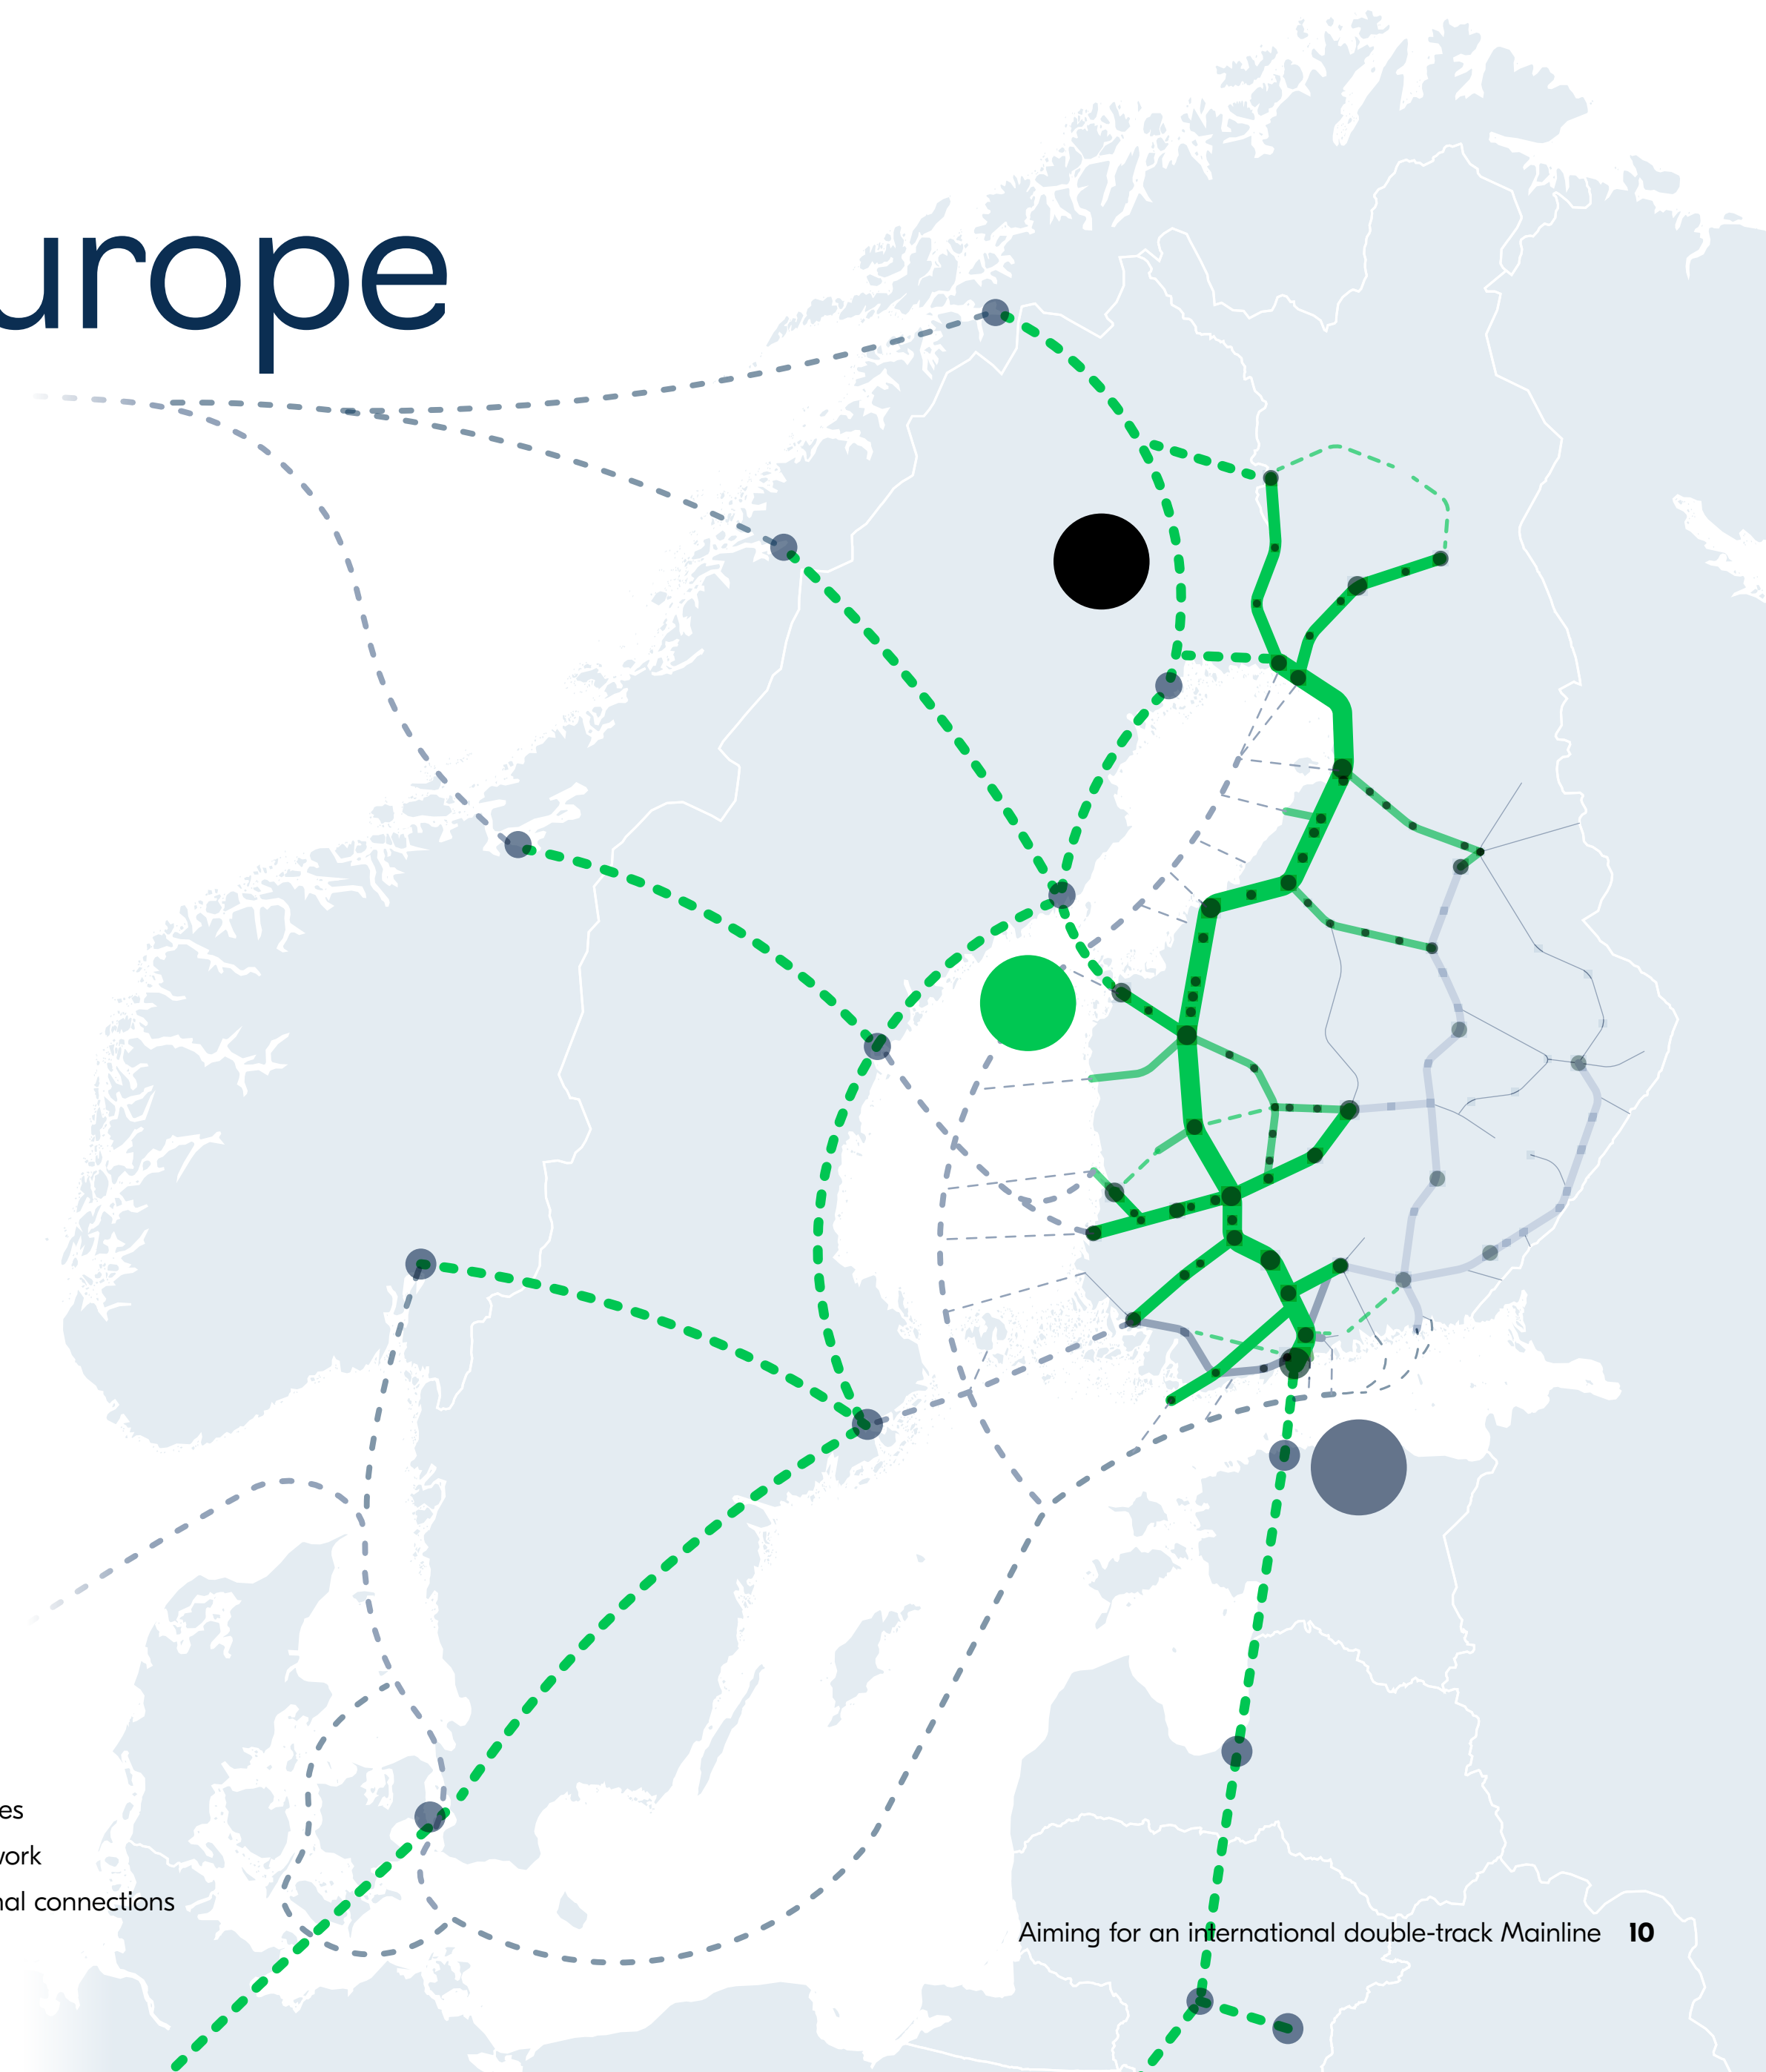 urope
es
vork
nal connections
Aiming for an international double-track Mainline 10